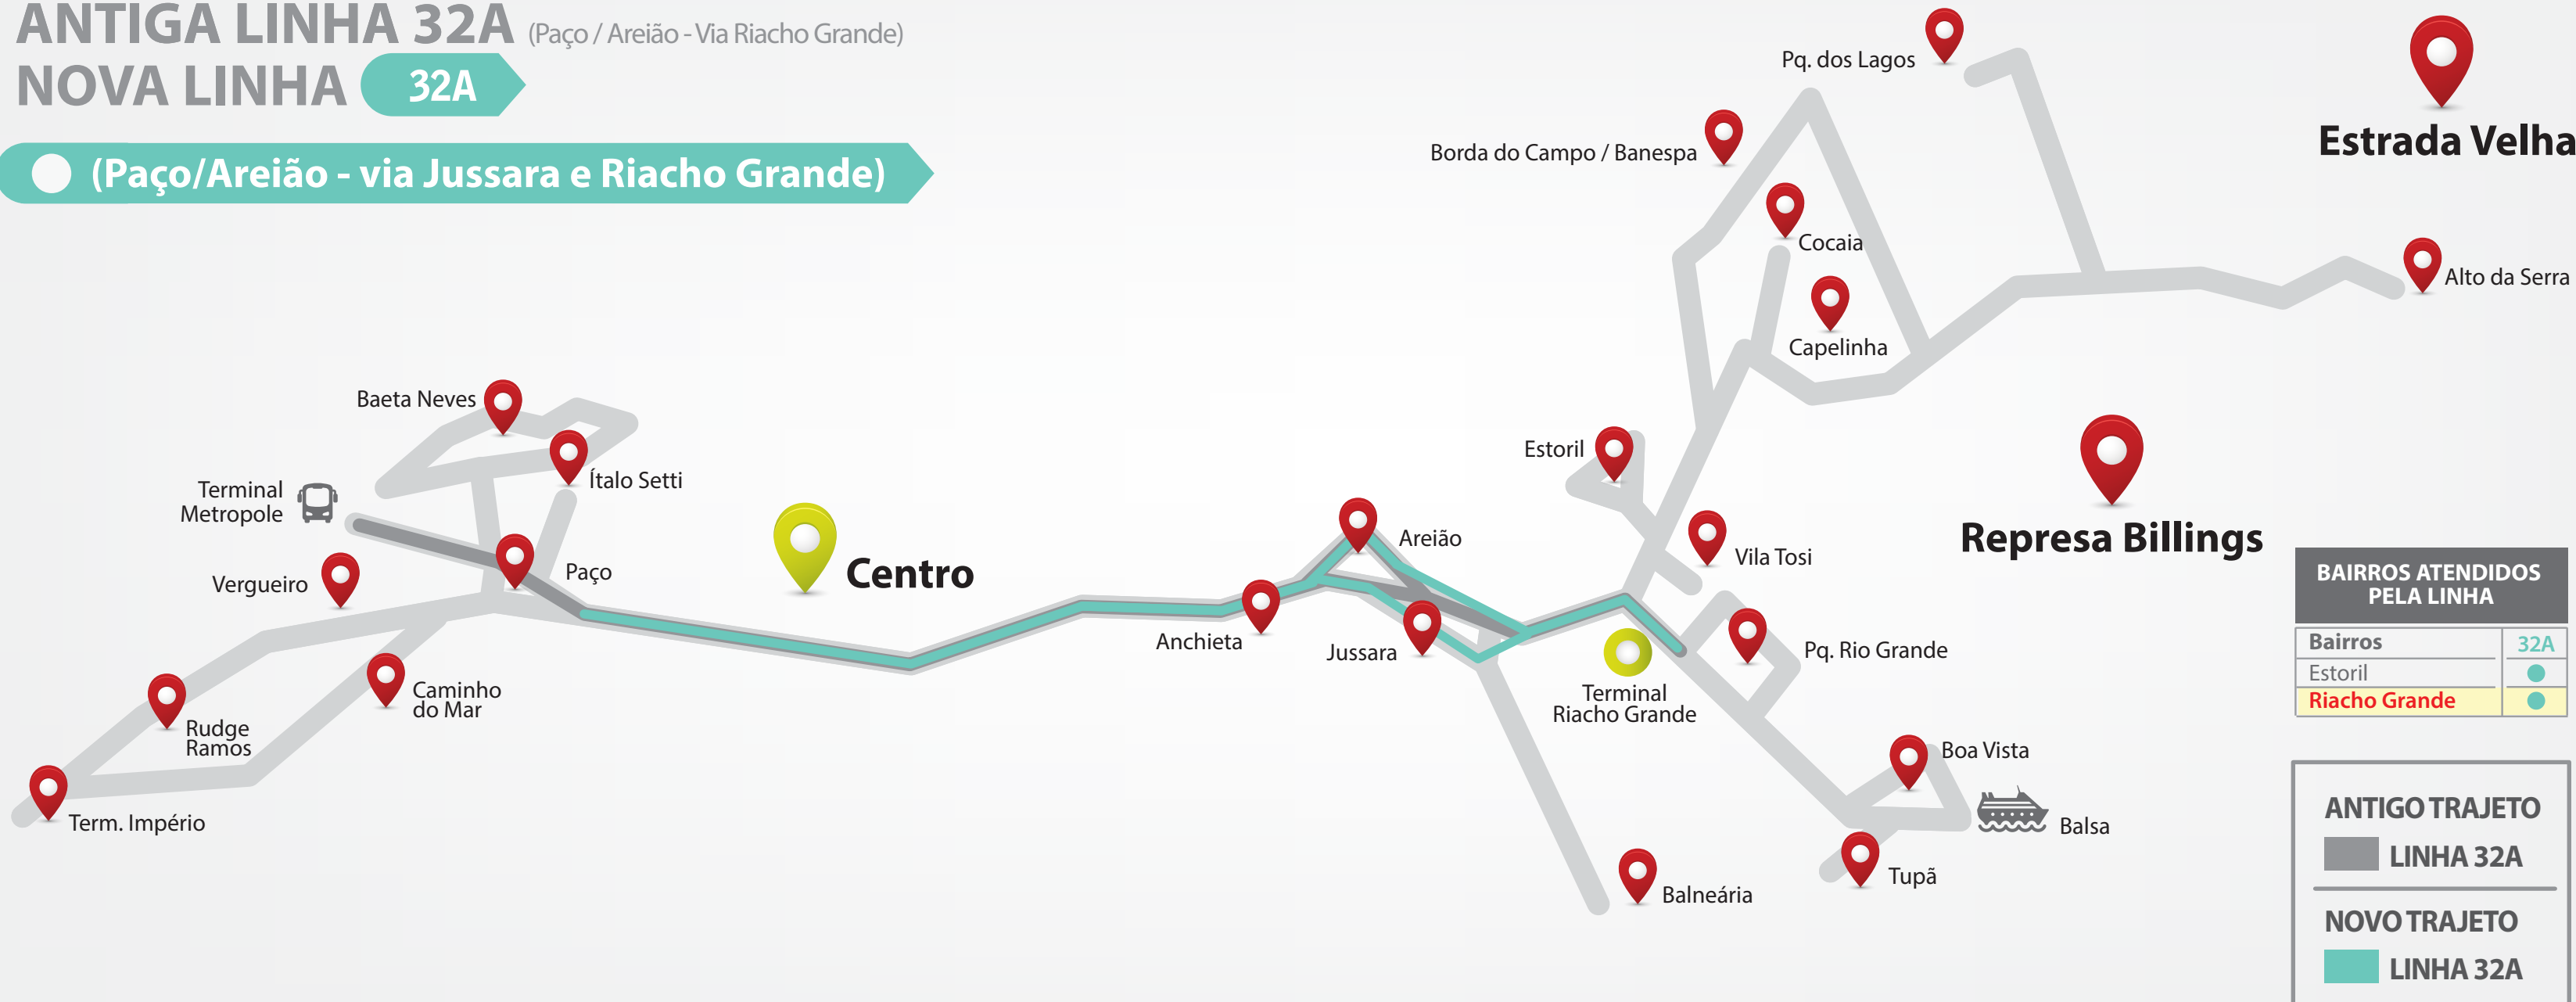 ANTIGA LINHA 32A (Paço / Areião - Via Riacho Grande)
NOVA LINHA 32A
(Paço/Areião - via Jussara e Riacho Grande)
Pq. dos Lagos
Estrada Velha
Borda do Campo / Banespa
Cocaia
Alto da Serra
Capelinha
Baeta Neves
Ítalo Setti
Estoril
Terminal
Metropole
Areião
Vila Tosi
Represa Billings
Vergueiro
Paço
Centro
Anchieta
Jussara
Pq. Rio Grande
Terminal
Riacho Grande
Caminho
do Mar
Rudge
Ramos
Boa Vista
Term. Império
Balsa
Tupã
Balneária
BAIRROS ATENDIDOS
PELA LINHA
Bairros 32A
Estoril
Riacho Grande
ANTIGO TRAJETO
LINHA 32A
NOVO TRAJETO
LINHA 32A